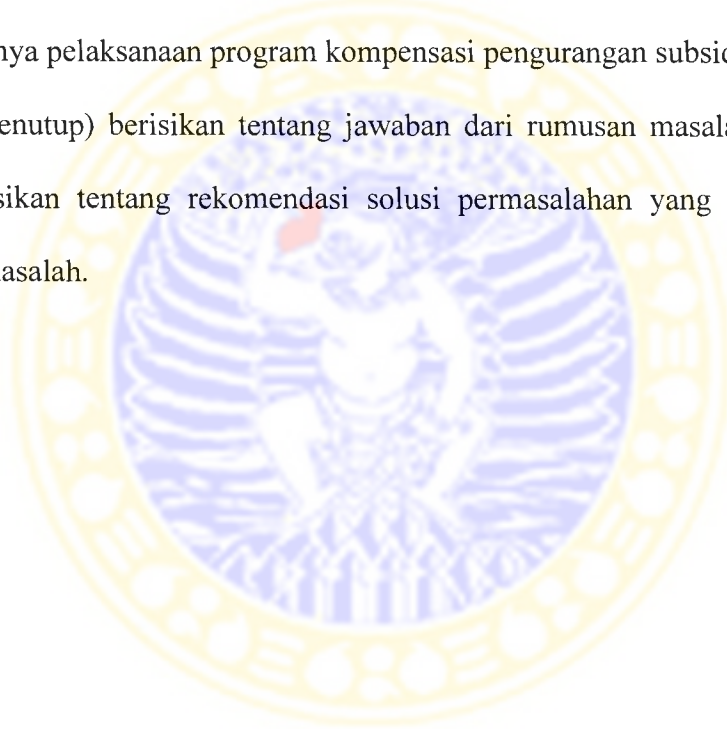 nya pelaksanaan program kompensasi pengurangan subsid
enutup) berisikan tentang jawaban dari rumusan masala
sikan tentang rekomendasi solusi permasalahan yang
asalah.